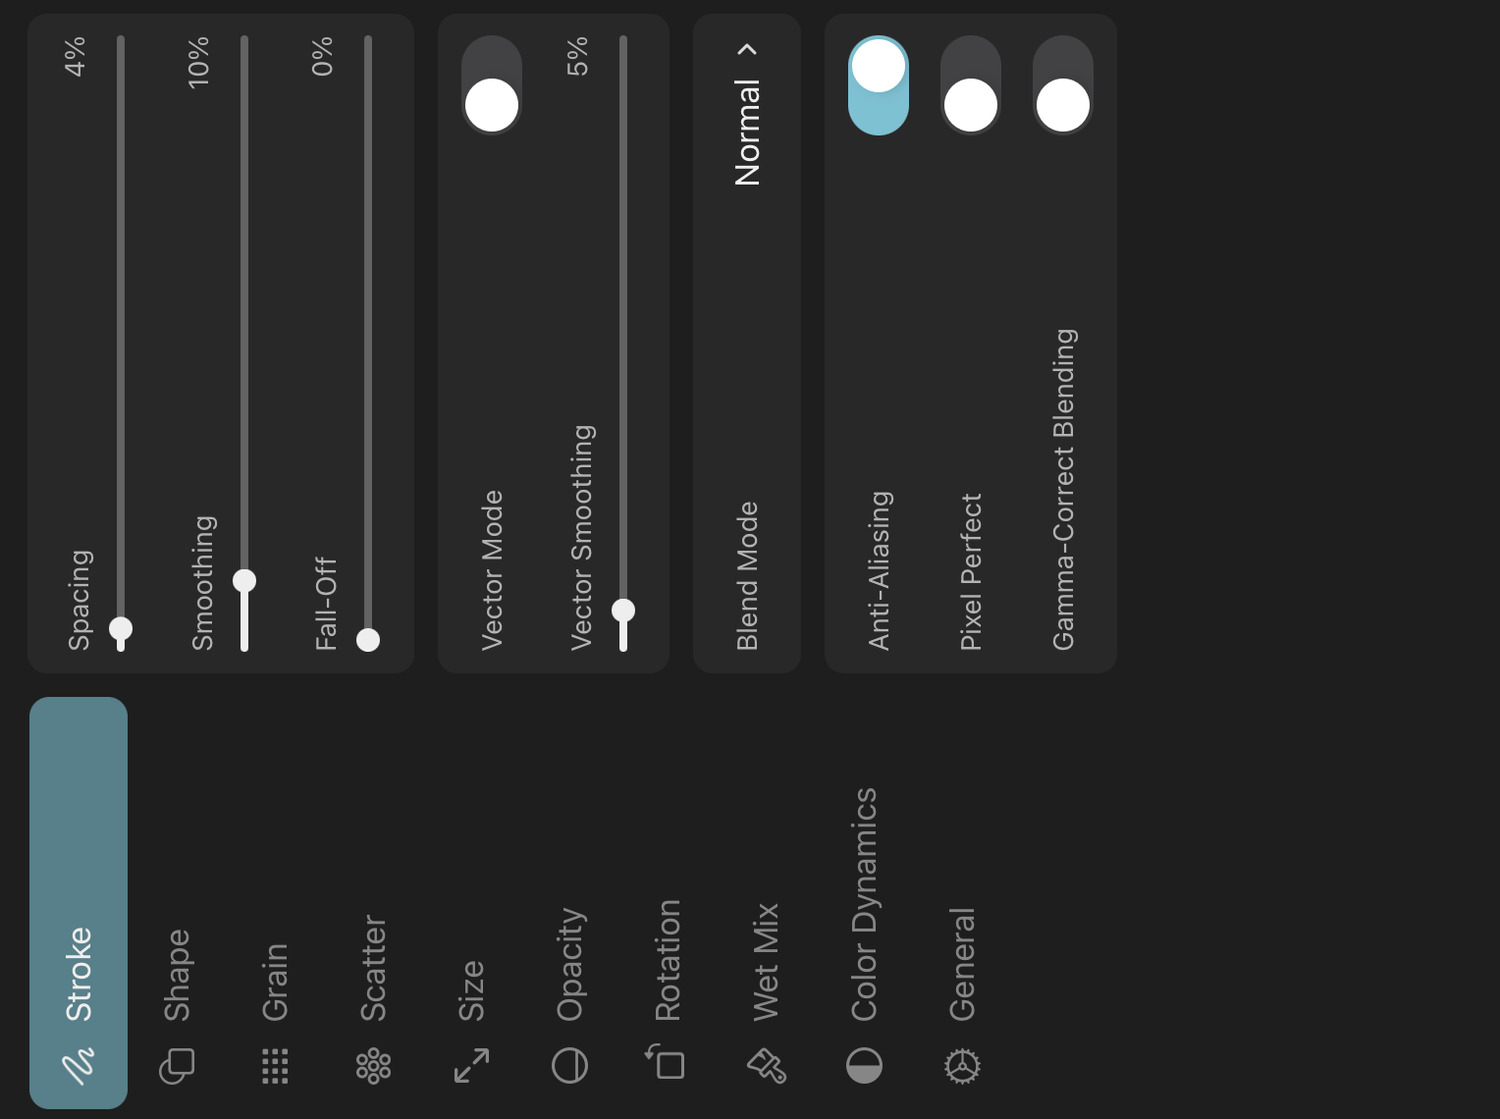 Stroke
Shape
Grain
Scatter
Size
Opacity
Rotation
Wet Mix
Color Dynamics
General
Spacing 4%
Smoothing 10%
Fall-Off 0%
Vector Mode
Vector Smoothing 5%
Blend Mode Normal
Anti-Aliasing
Pixel Perfect
Gamma-Correct Blending